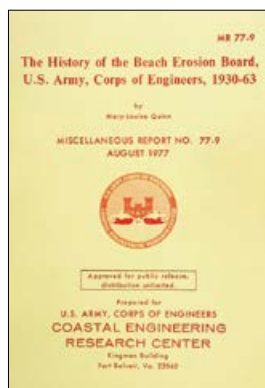 MR 77-9
The History of the Beach Erosion Board,
U.S. Army, Corps of Engineers, 1930-63
by
Mary-Louise Quinn
MISCELLANEOUS REPORT NO. 77-9
AUGUST 1977
Approved for public release;
distribution unlimited.
Prepared for
U.S. ARMY, CORPS OF ENGINEERS
COASTAL ENGINEERING
RESEARCH CENTER
Kingman Building
Fort Belvoir, Va. 22060